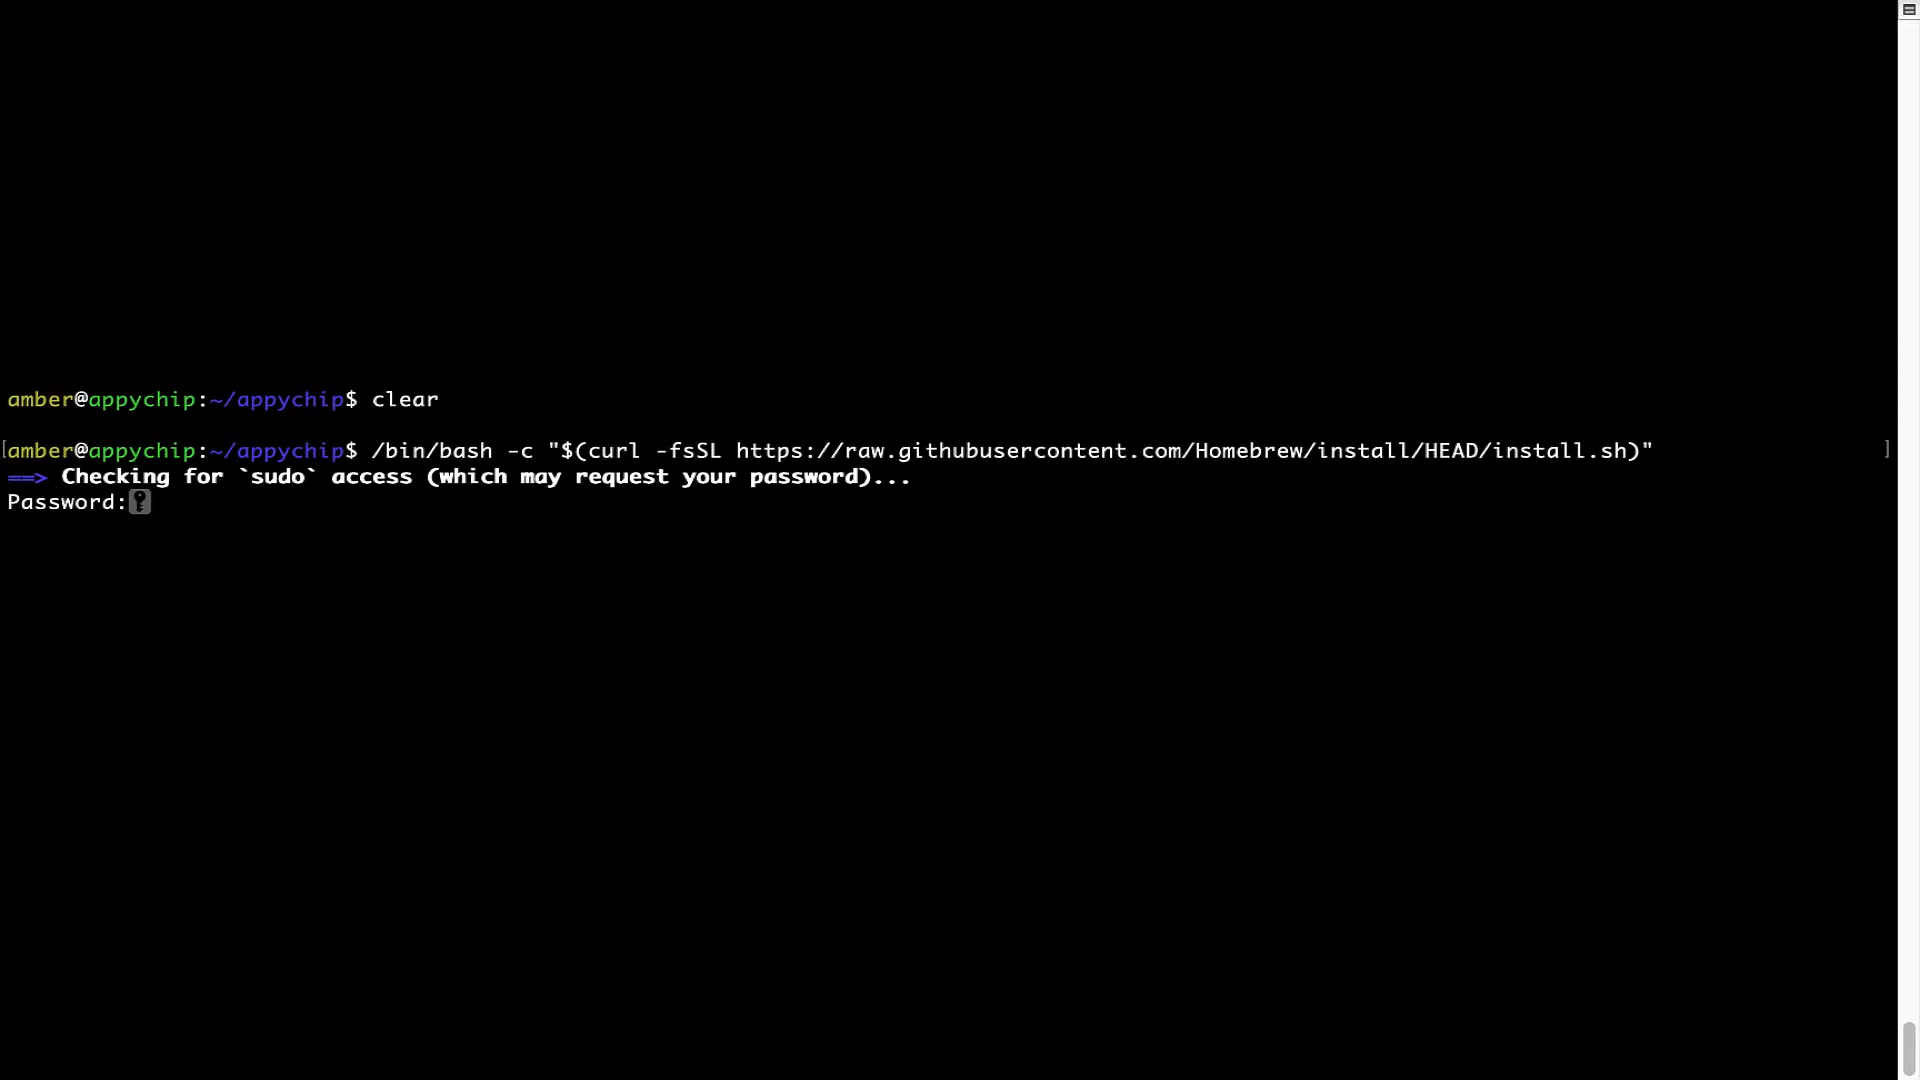 amber@appychip:~/appychip$ clear
[amber@appychip:~/appychip$ /bin/bash -c "$(curl -fsSL https://raw.githubusercontent.com/Homebrew/install/HEAD/install.sh)" ]
==> Checking for `sudo` access (which may request your password)...
Password: